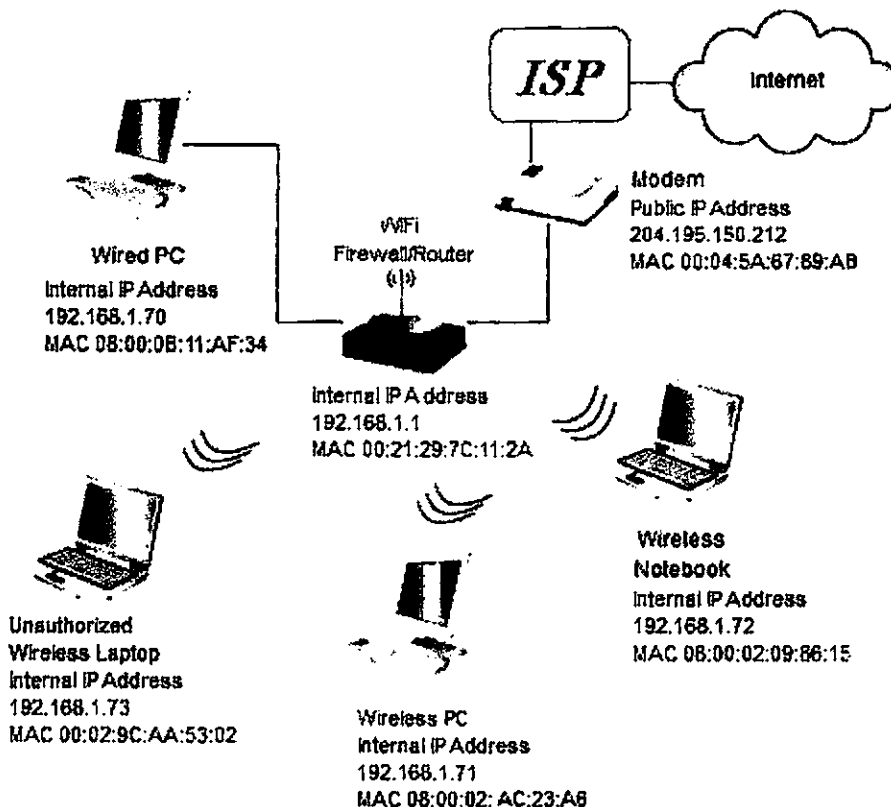 ISP
Internet
Modem
Public IP Address
204.195.150.212
MAC 00:04:5A:67:89:AB
WiFi
Firewall/Router
Wired PC
Internal IP Address
192.168.1.70
MAC 08:00:0B:11:AF:34
Internal IP Address
192.168.1.1
MAC 00:21:29:7C:11:2A
Wireless
Notebook
Internal IP Address
192.168.1.72
MAC 08:00:02:09:86:15
Unauthorized
Wireless Laptop
Internal IP Address
192.168.1.73
MAC 00:02:9C:AA:53:02
Wireless PC
Internal IP Address
192.168.1.71
MAC 08:00:02: AC:23:A6